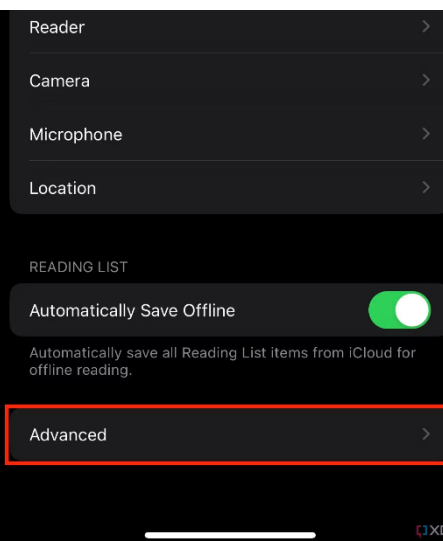 Reader
Camera
Microphone
Location
READING LIST
Automatically Save Offline
Automatically save all Reading List items from iCloud for
offline reading.
Advanced